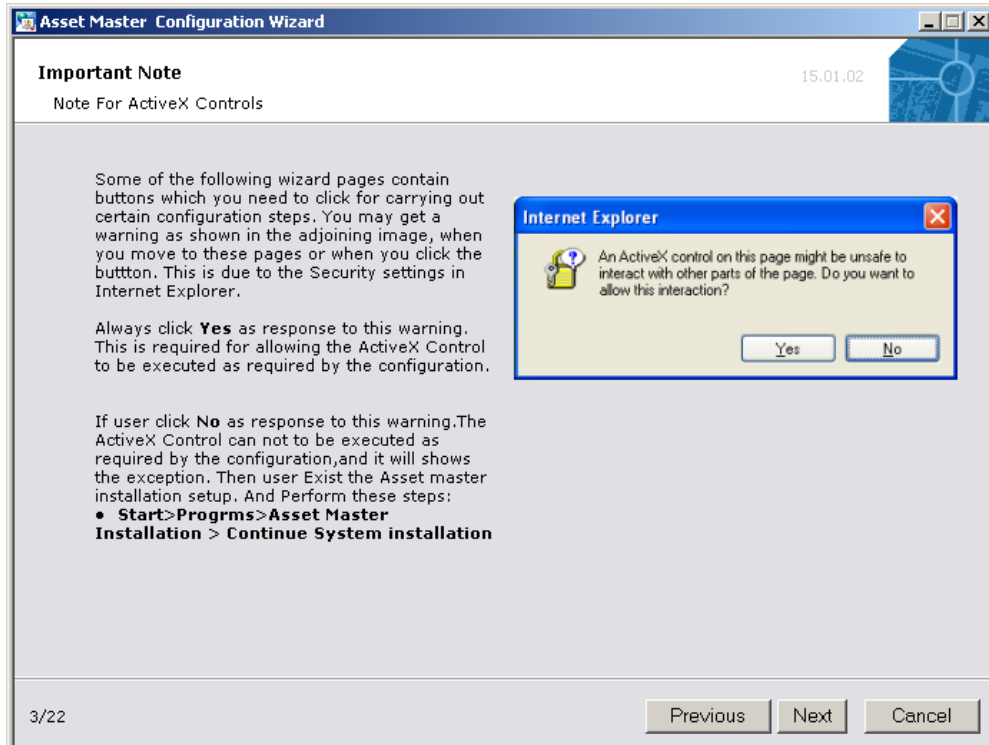 Asset Master Configuration Wizard
Important Note
15.01.02
Note For ActiveX Controls
Some of the following wizard pages contain
buttons which you need to click for carrying out
certain configuration steps. You may get a
warning as shown in the adjoining image, when
you move to these pages or when you click the
buttton. This is due to the Security settings in
Internet Explorer.
Always click Yes as response to this warning.
This is required for allowing the ActiveX Control
to be executed as required by the configuration.
If user click No as response to this warning.The
ActiveX Control can not to be executed as
required by the configuration,and it will shows
the exception. Then user Exist the Asset master
installation setup. And Perform these steps:
• Start>Progrms>Asset Master
Installation > Continue System installation
Internet Explorer
An ActiveX control on this page might be unsafe to
interact with other parts of the page. Do you want to
allow this interaction?
Yes No
3/22
Previous Next Cancel